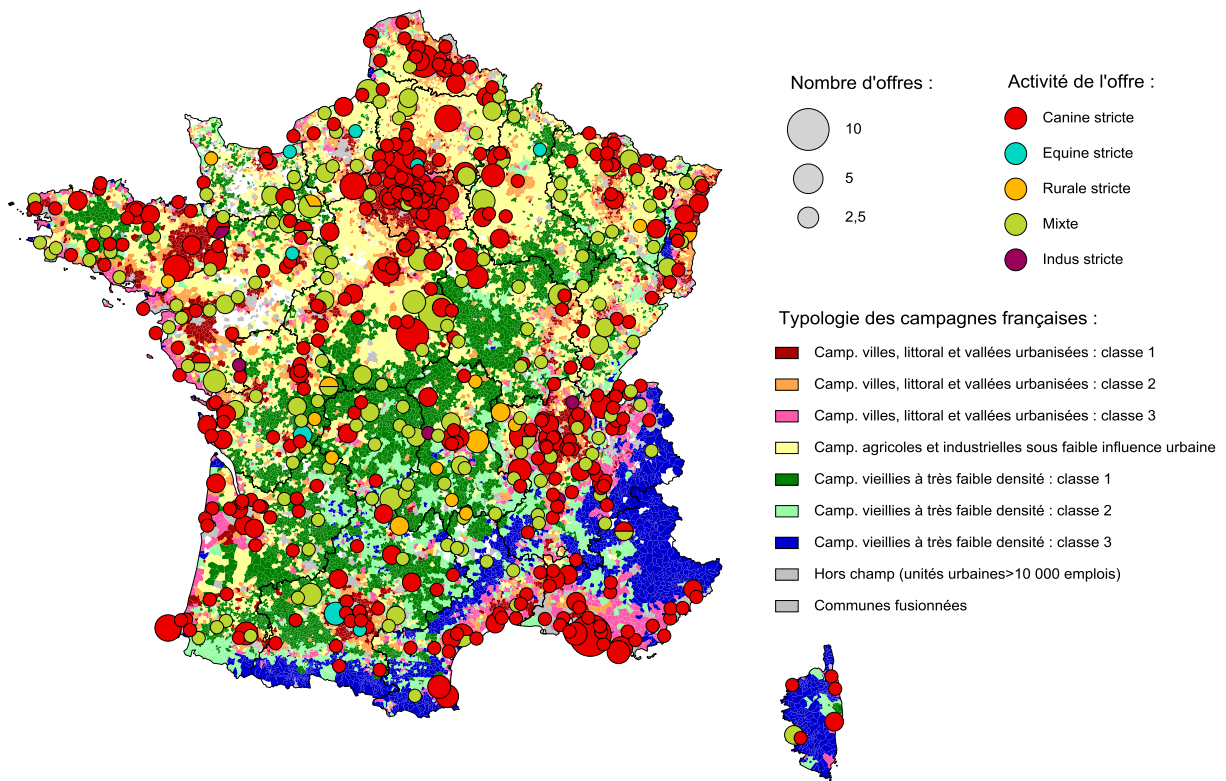 Nombre d'offres :
10
5
2,5
Activité de l'offre :
Canine stricte
Equine stricte
Rurale stricte
Mixte
Indus stricte
Typologie des campagnes françaises :
Camp. villes, littoral et vallées urbanisées : classe 1
Camp. villes, littoral et vallées urbanisées : classe 2
Camp. villes, littoral et vallées urbanisées : classe 3
Camp. agricoles et industrielles sous faible influence urbaine
Camp. vieillies à très faible densité : classe 1
Camp. vieillies à très faible densité : classe 2
Camp. vieillies à très faible densité : classe 3
Hors champ (unités urbaines>10 000 emplois)
Communes fusionnées